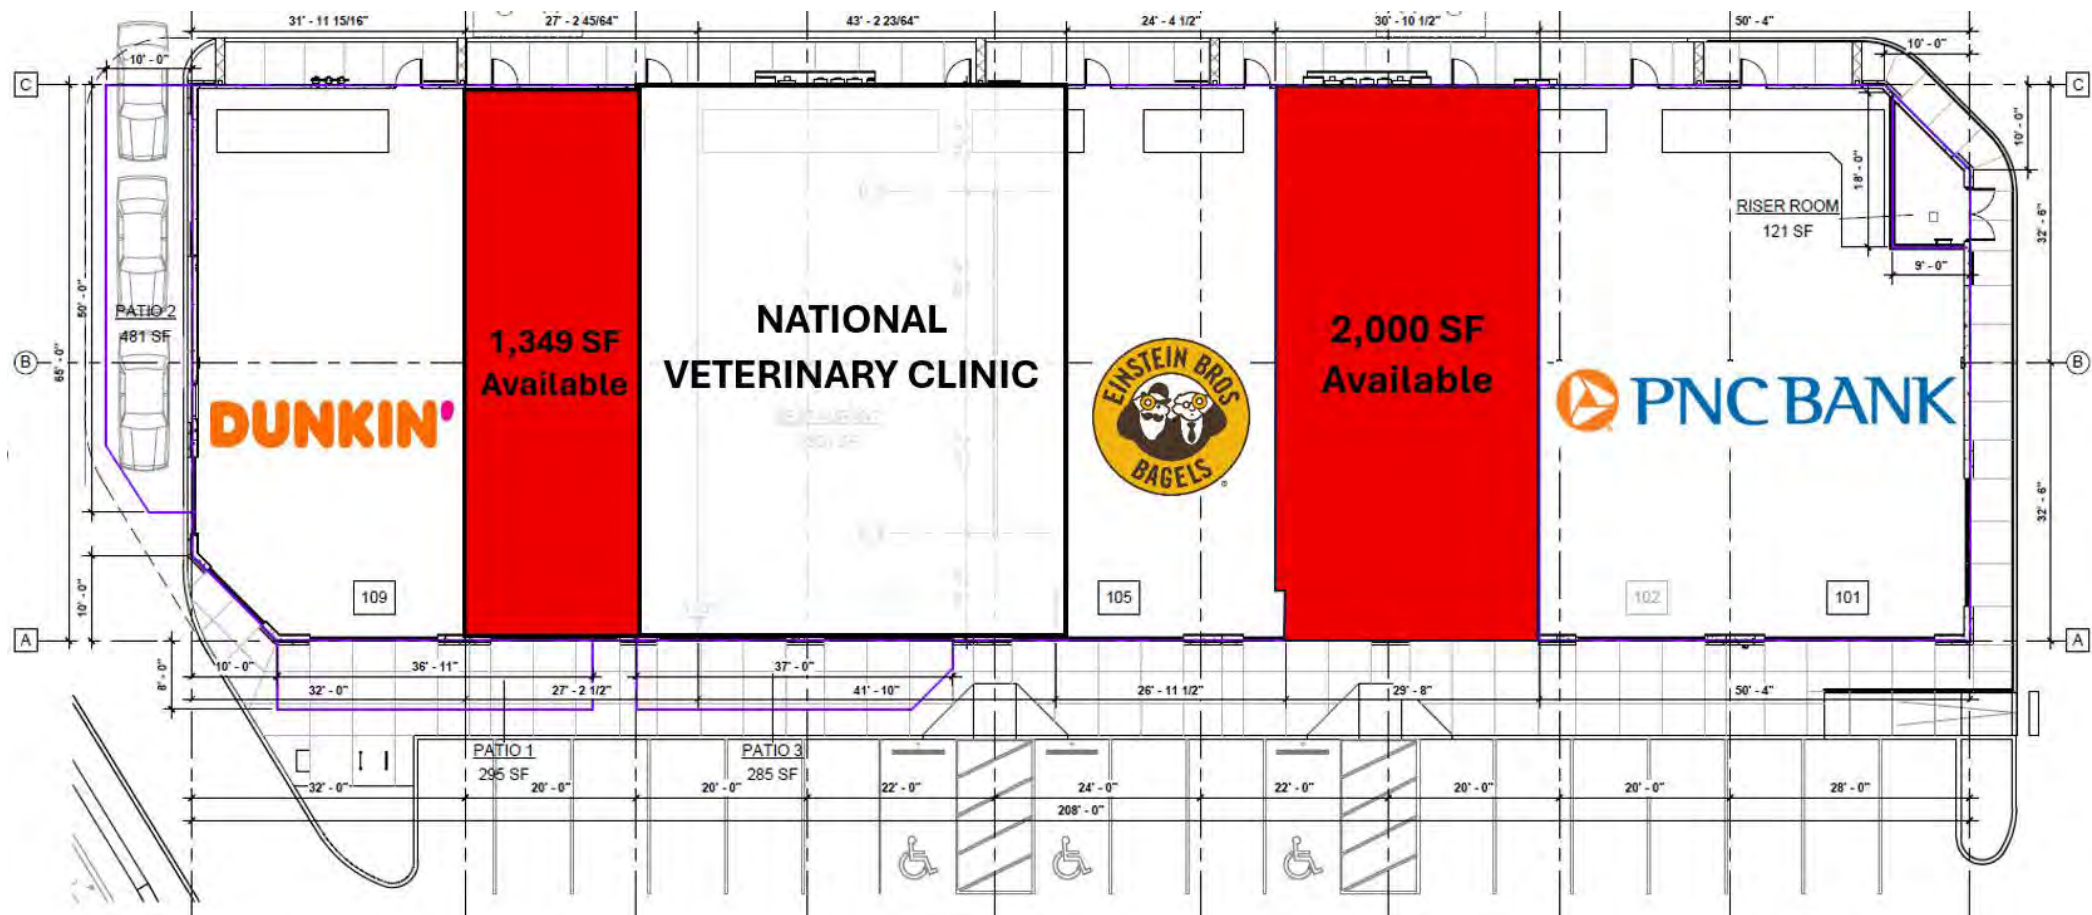 31' - 11 15/16"
27' - 2 45/64"
43' - 2 23/64"
24' - 4 1/2"
30' - 10 1/2"
50' - 4"
10' - 0"
10' - 0"
C
C
10' - 0"
18' - 0"
RISER ROOM
121 SF
32' - 6"
9' - 0"
50' - 0"
PATIO 2
481 SF
65' - 0"
B
B
1,349 SF
Available
NATIONAL
VETERINARY CLINIC
EINSTEIN BROS
BAGELS
®
2,000 SF
Available
PNC BANK
DUNKIN'
32' - 6"
10' - 0"
109
105
102
101
A
A
8' - 0"
10' - 0"
36' - 11"
37' - 0"
32' - 0"
27' - 2 1/2"
41' - 10"
26' - 11 1/2"
29' - 8"
50' - 4"
PATIO 1
295 SF
PATIO 3
285 SF
32' - 0"
20' - 0"
20' - 0"
22' - 0"
24' - 0"
22' - 0"
20' - 0"
20' - 0"
28' - 0"
208' - 0"